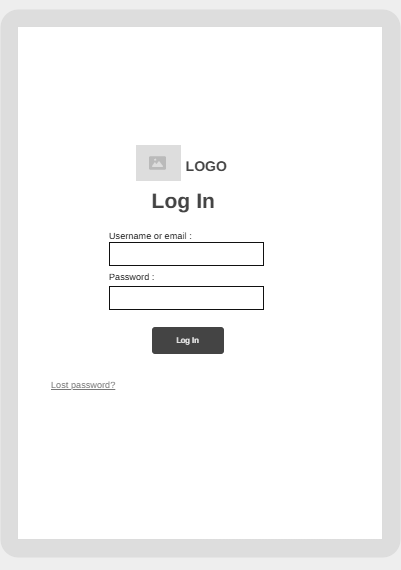 LOGO
Log In
Username or email :
Password :
Log In
Lost password?